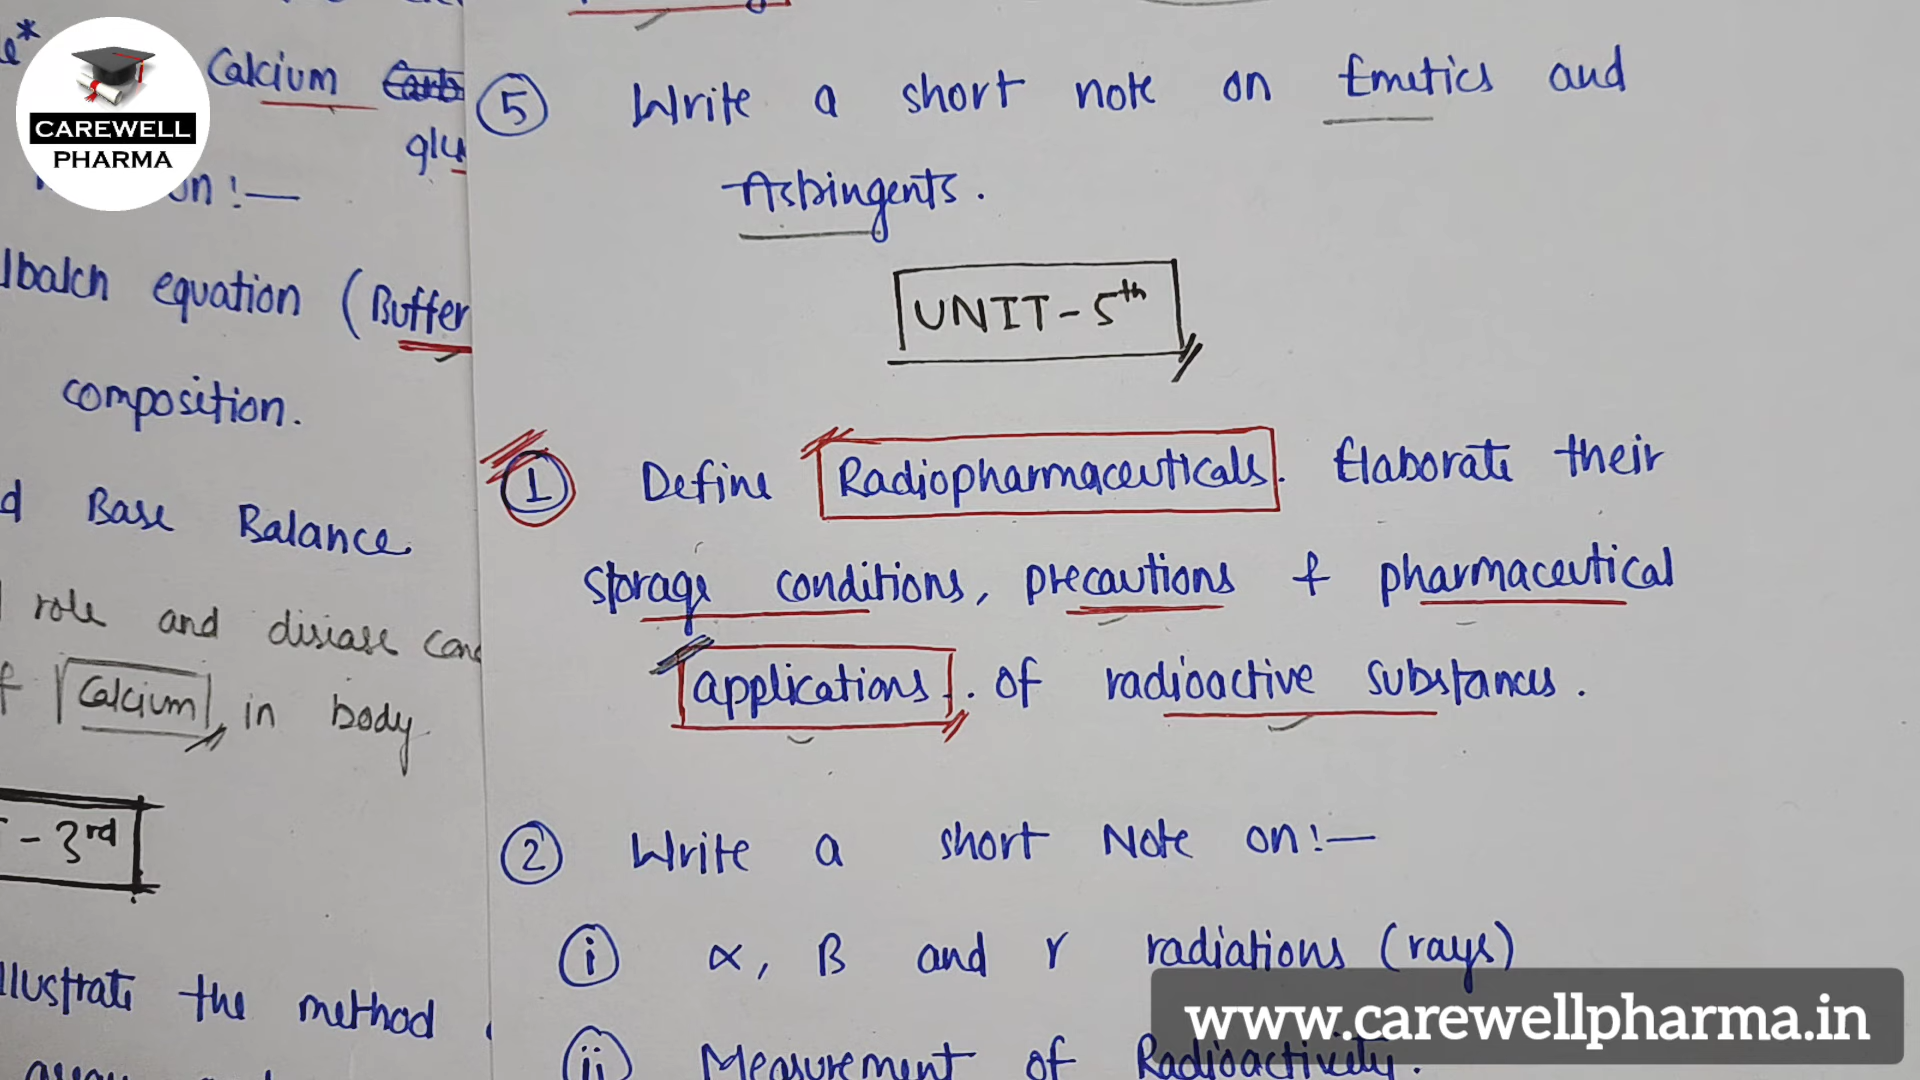 CAREWELL
PHARMA
Calcium
glu
on :—
lbalch equation (Buffer
composition.
Base Balance
role and disiase
Calcium in body
- 3rd
llustrate the method
5 Write a short note on Emetics and
Astringents.
UNIT-5th
1 Define Radiopharmaceuticals. Elaborate their
storage conditions, precautions & pharmaceutical
applications. of radioactive substances.
2 Write a short Note on:—
i α, B and r radiations (rays)
ii Measurement of Radioactivity.
www.carewellpharma.in